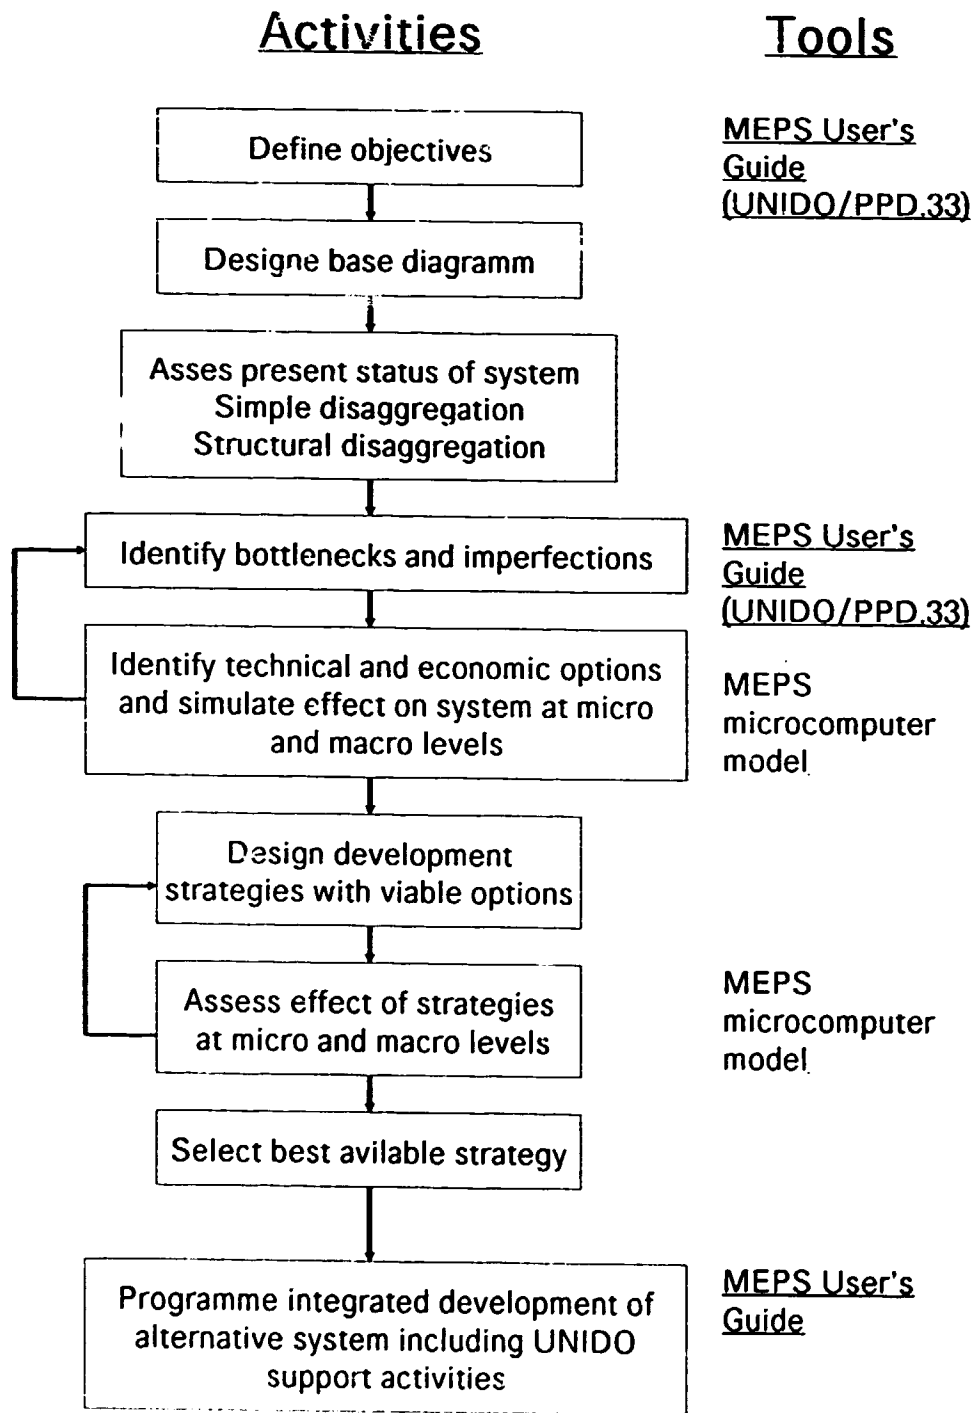 Activities
Tools
Define objectives
MEPS User's
Guide
(UNIDO/PPD.33)
Designe base diagramm
Asses present status of system
Simple disaggregation
Structural disaggregation
Identify bottlenecks and imperfections
MEPS User's
Guide
(UNIDO/PPD.33)
Identify technical and economic options
and simulate effect on system at micro
and macro levels
MEPS
microcomputer
model
Design development
strategies with viable options
Assess effect of strategies
at micro and macro levels
MEPS
microcomputer
model
Select best avilable strategy
Programme integrated development of
alternative system including UNIDO
support activities
MEPS User's
Guide